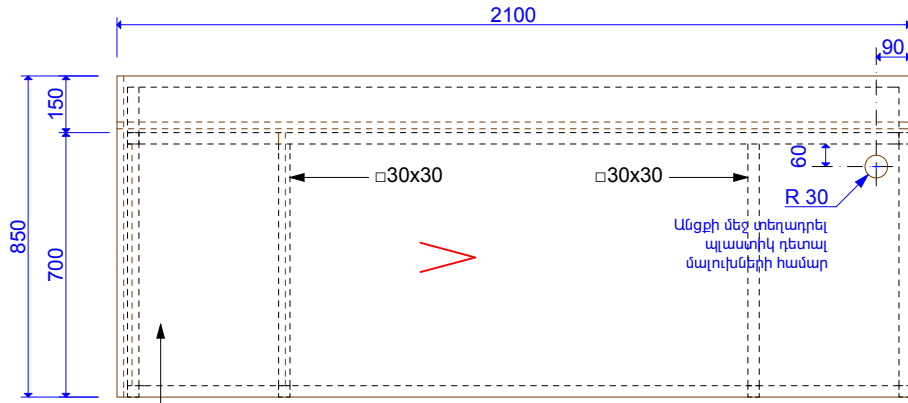 2100
90
150
850
700
□30x30
□30x30
60
R 30
Անցքի մեջ տեղադրել
պլաստիկ դետալ
մալուխների համար